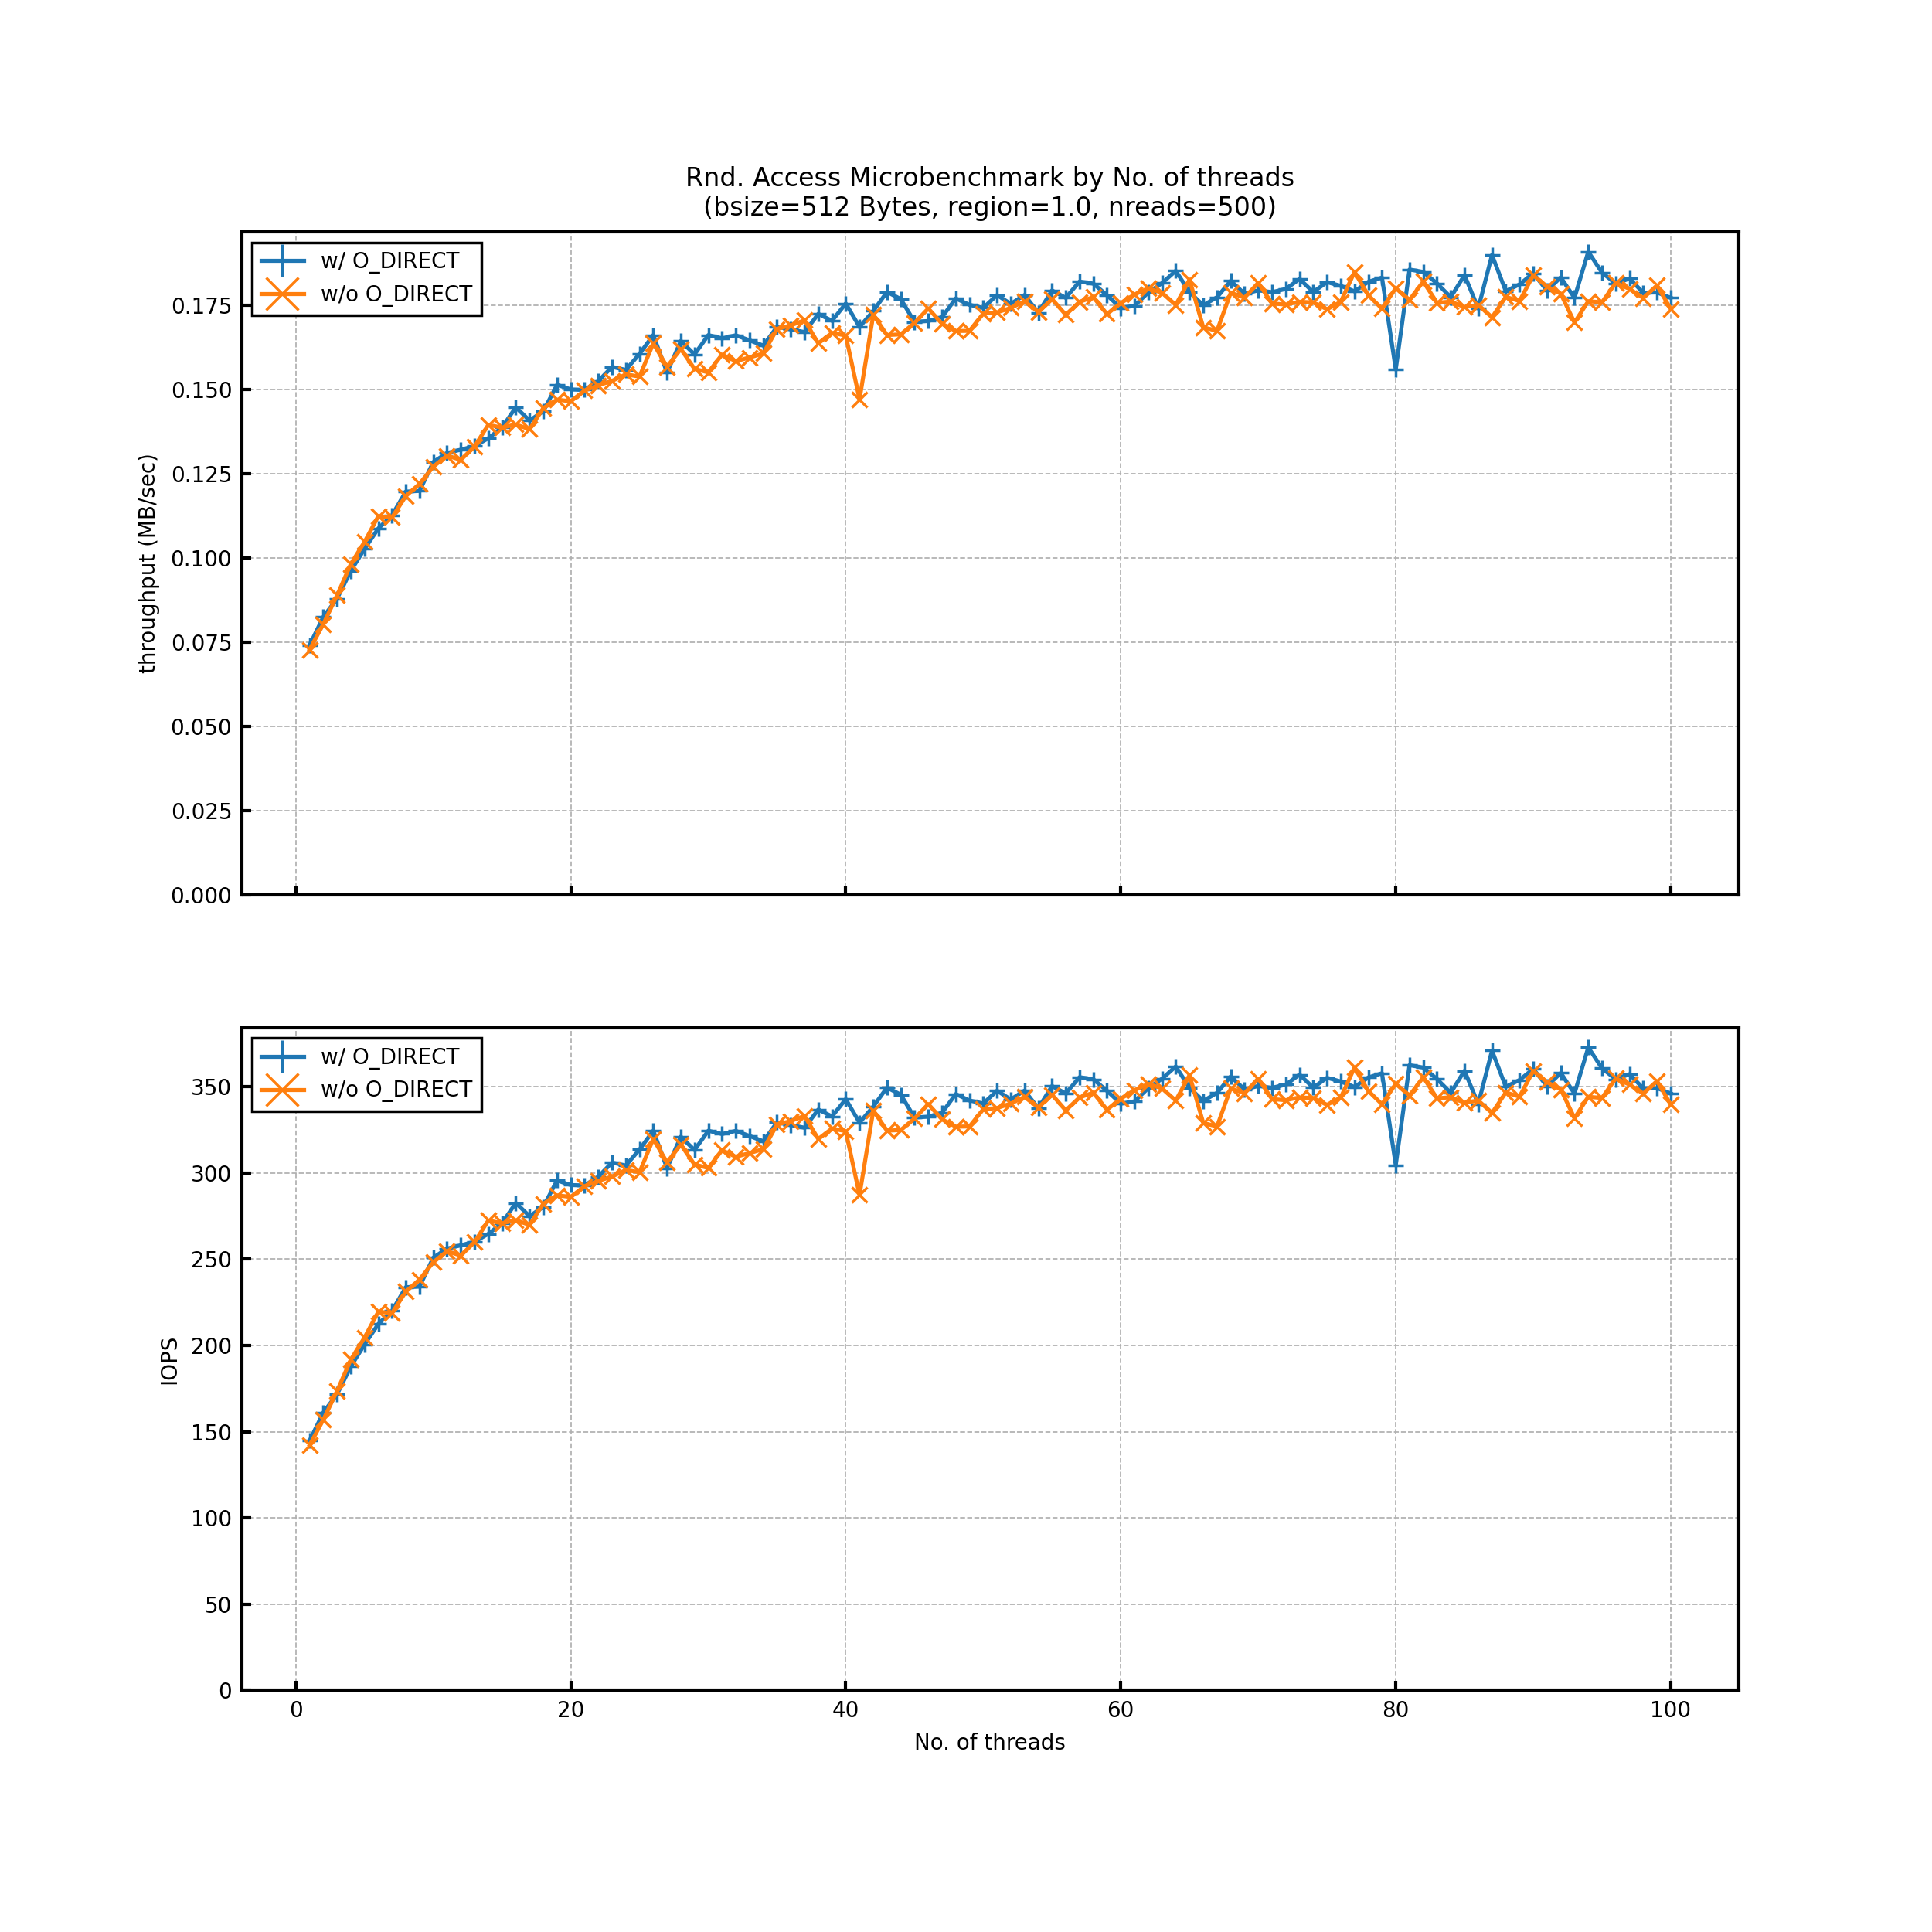 Rnd. Access Microbenchmark by No. of threads
(bsize=512 Bytes, region=1.0, nreads=500)
w/ O_DIRECT
w/o O_DIRECT
throughput (MB/sec)
0.175
0.150
0.125
0.100
0.075
0.050
0.025
0.000
w/ O_DIRECT
w/o O_DIRECT
IOPS
350
300
250
200
150
100
50
0
0 20 40 60 80 100
No. of threads